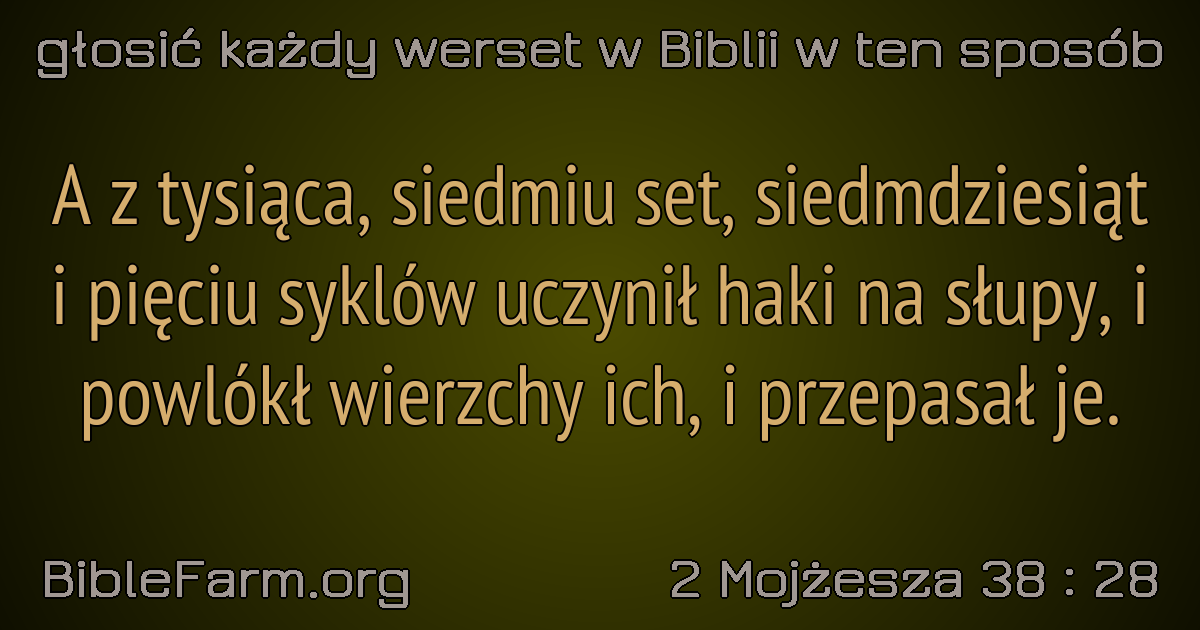 głosić każdy werset w Biblii w ten sposób
A z tysiąca, siedmiu set, siedmdziesiąt
i pięciu syklów uczynił haki na słupy, i
powlókł wierzchy ich, i przepasał je.
BibleFarm.org
2 Mojżesza 38 : 28